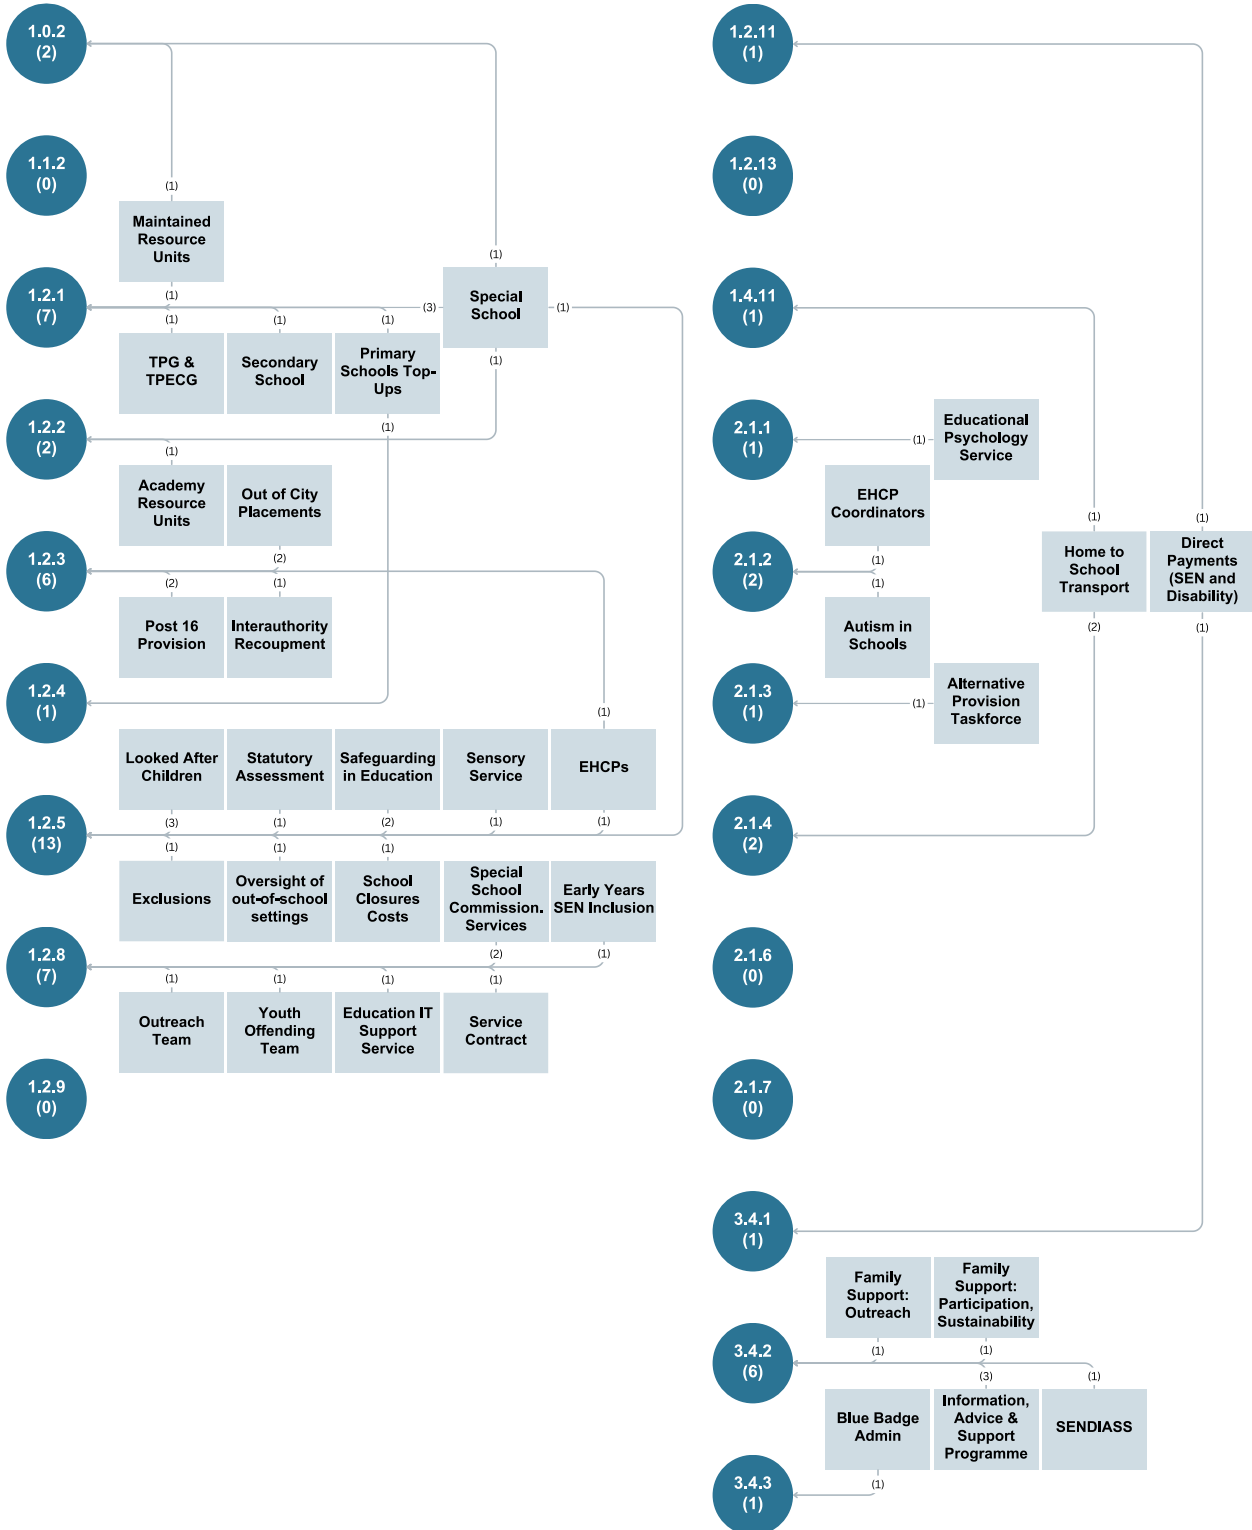 1.0.2
(2)
1.1.2
(0)
(1)
Maintained
Resource
Units
(1)
1.2.1
(7)
(3)
Special
School
(1)
(1)
(1)
(1)
(1)
(1)
TPG &
TPECG
Secondary
School
Primary
Schools Top-
Ups
(1)
1.2.2
(2)
(1)
Academy
Resource
Units
Out of City
Placements
(2)
1.2.3
(6)
(2)
(1)
Post 16
Provision
Interauthority
Recoupment
1.2.4
(1)
(1)
Looked After
Children
Statutory
Assessment
Safeguarding
in Education
Sensory
Service
EHCPs
(3)
(1)
(2)
(1)
(1)
1.2.5
(13)
(1)
(1)
(1)
Exclusions
Oversight of
out-of-school
settings
School
Closures
Costs
Special
School
Commission.
Services
Early Years
SEN Inclusion
(2)
(1)
1.2.8
(7)
(1)
(1)
(1)
(1)
Outreach
Team
Youth
Offending
Team
Education IT
Support
Service
Service
Contract
1.2.9
(0)
1.2.11
(1)
1.2.13
(0)
1.4.11
(1)
2.1.1
(1)
(1)
Educational
Psychology
Service
EHCP
Coordinators
(1)
2.1.2
(2)
(1)
Autism in
Schools
(1)
Home to
School
Transport
(2)
(1)
Direct
Payments
(SEN and
Disability)
(1)
2.1.3
(1)
(1)
Alternative
Provision
Taskforce
2.1.4
(2)
2.1.6
(0)
2.1.7
(0)
3.4.1
(1)
Family
Support:
Outreach
Family
Support:
Participation,
Sustainability
(1)
(1)
3.4.2
(6)
(3)
(1)
Blue Badge
Admin
Information,
Advice &
Support
Programme
SENDIASS
(1)
3.4.3
(1)